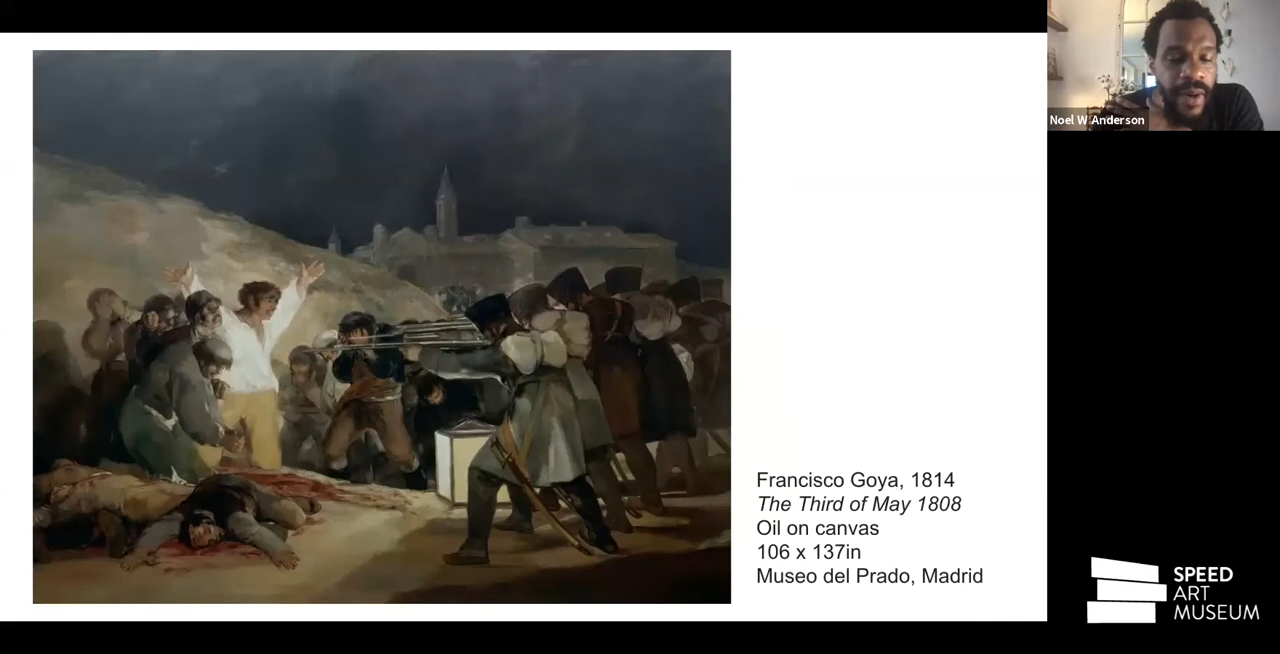 Noel W Anderson
Francisco Goya, 1814
The Third of May 1808
Oil on canvas
106 x 137in
Museo del Prado, Madrid
SPEED
ART
MUSEUM